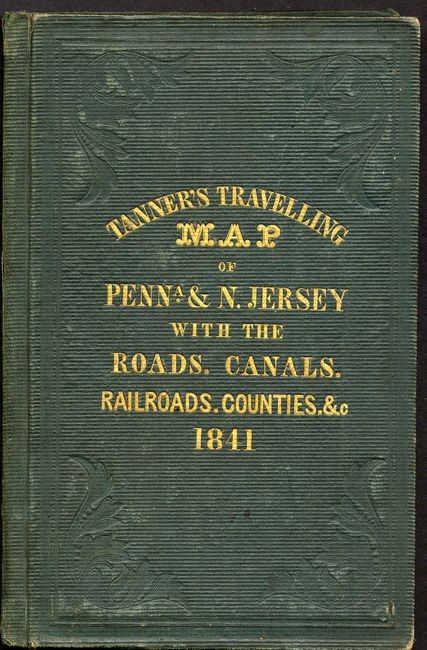 TANNER'S TRAVELLING
MAP
OF
PENNA. & N. JERSEY
WITH THE
ROADS. CANALS.
RAILROADS. COUNTIES. &c
1841